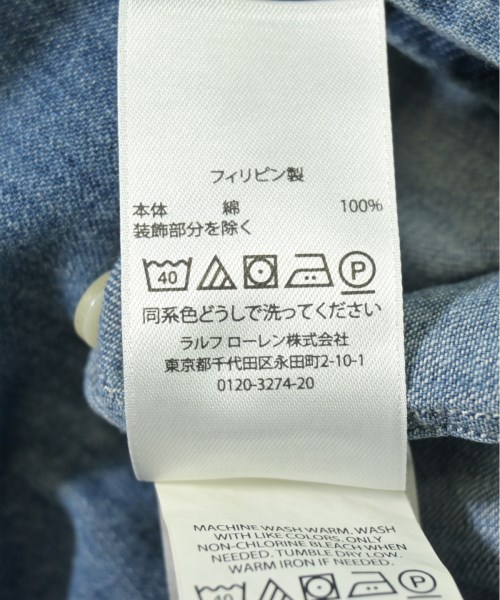 フィリピン製
本体 綿 100%
装飾部分を除く
40 P
同系色どうしで洗ってください
ラルフ ローレン株式会社
東京都千代田区永田町2-10-1
0120-3274-20
MACHINE WASH WARM. WASH
WITH LIKE COLORS. ONLY
NON-CHLORINE BLEACH WHEN
NEEDED. TUMBLE DRY LOW.
WARM IRON IF NEEDED.
40 P